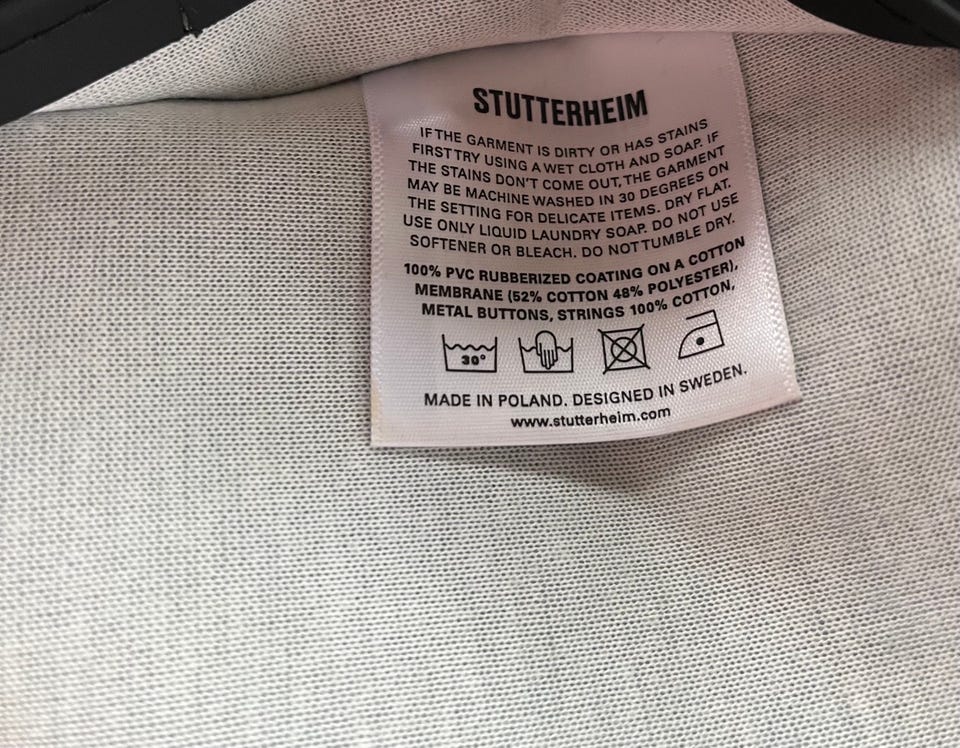 STUTTERHEIM
IF THE GARMENT IS DIRTY OR HAS STAINS
FIRST TRY USING A WET CLOTH AND SOAP. IF
THE STAINS DON'T COME OUT, THE GARMENT
MAY BE MACHINE WASHED IN 30 DEGREES ON
THE SETTING FOR DELICATE ITEMS. DRY FLAT.
USE ONLY LIQUID LAUNDRY SOAP. DO NOT USE
SOFTENER OR BLEACH. DO NOT TUMBLE DRY.
100% PVC RUBBERIZED COATING ON A COTTON
MEMBRANE (52% COTTON 48% POLYESTER),
METAL BUTTONS, STRINGS 100% COTTON,
30°
MADE IN POLAND. DESIGNED IN SWEDEN.
www.stutterheim.com